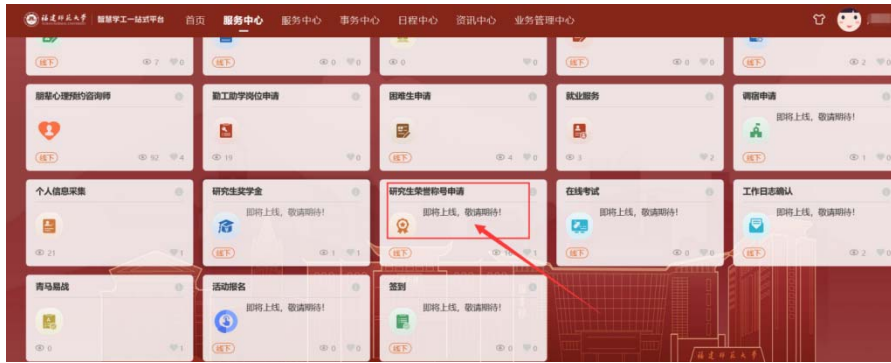 福建师范大学 智慧学工一站式平台 首页 服务中心 服务中心 事务中心 日程中心 资讯中心 业务管理中心
线下 7 0 线下 0 0 0 0 线下 0 0 线下 2 0
朋辈心理预约咨询师 勤工助学岗位申请 困难生申请 就业服务 调宿申请
即将上线，敬请期待！
线下 92 4 19 0 线下 4 0 3 2 线下 1 0
个人信息采集 研究生奖学金 研究生荣誉称号申请 在线考试 工作日志确认
即将上线，敬请期待！ 即将上线，敬请期待！ 即将上线，敬请期待！ 即将上线，敬请期待！
21 1 线下 1 1 线下 1 线下 0 0 线下 2 0
青马易战 活动报名 签到
即将上线，敬请期待！ 即将上线，敬请期待！
0 1 线下 0 0 线下 0 0
福建师范大学